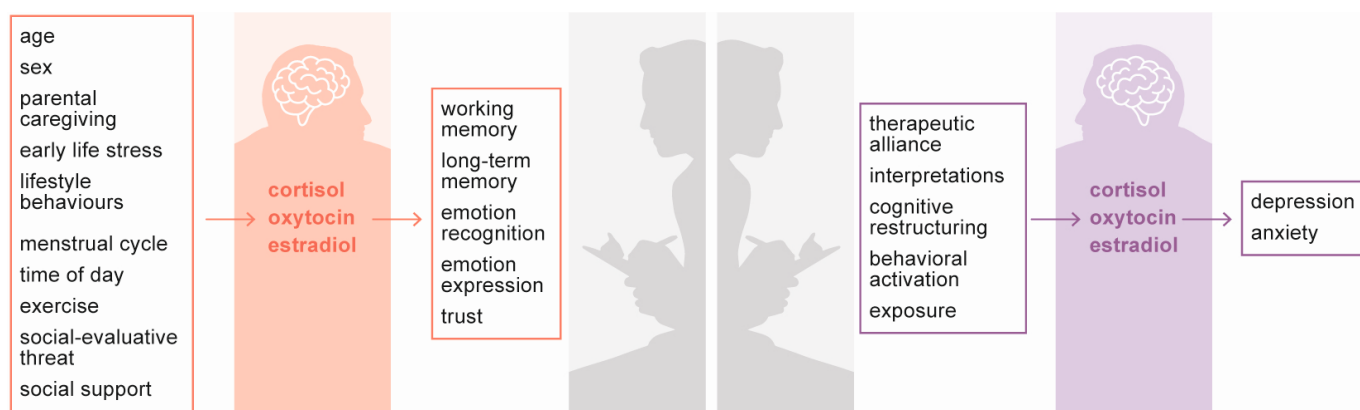 age
sex
parental
caregiving
early life stress
lifestyle
behaviours
menstrual cycle
time of day
exercise
social-evaluative
threat
social support
cortisol
oxytocin
estradiol
working
memory
long-term
memory
emotion
recognition
emotion
expression
trust
therapeutic
alliance
interpretations
cognitive
restructuring
behavioral
activation
exposure
cortisol
oxytocin
estradiol
depression
anxiety